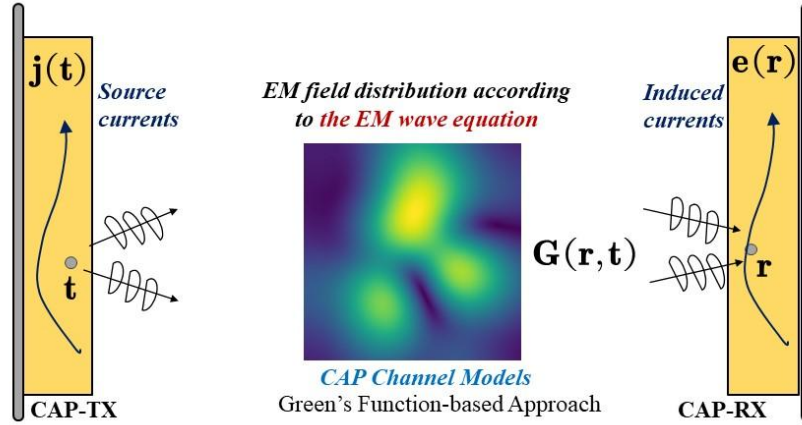 j(t)
Source
currents
t
CAP-TX
EM field distribution according
to the EM wave equation
G(r,t)
CAP Channel Models
Green's Function-based Approach
e(r)
Induced
currents
r
CAP-RX